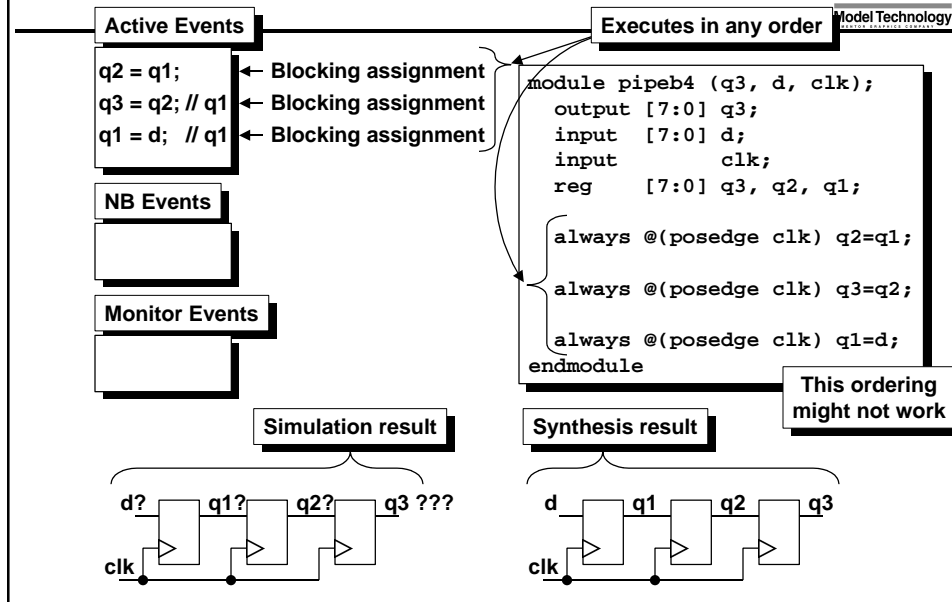 Active Events
Executes in any order
Model Technology
A MENTOR GRAPHICS COMPANY
q2 = q1;
Blocking assignment
q3 = q2; // q1
Blocking assignment
q1 = d; // q1
Blocking assignment
NB Events
Monitor Events
module pipeb4 (q3, d, clk);
output [7:0] q3;
input [7:0] d;
input clk;
reg [7:0] q3, q2, q1;
always @(posedge clk) q2=q1;
always @(posedge clk) q3=q2;
always @(posedge clk) q1=d;
endmodule
This ordering
might not work
Simulation result
d? q1? q2? q3 ???
clk
Synthesis result
d q1 q2 q3
clk